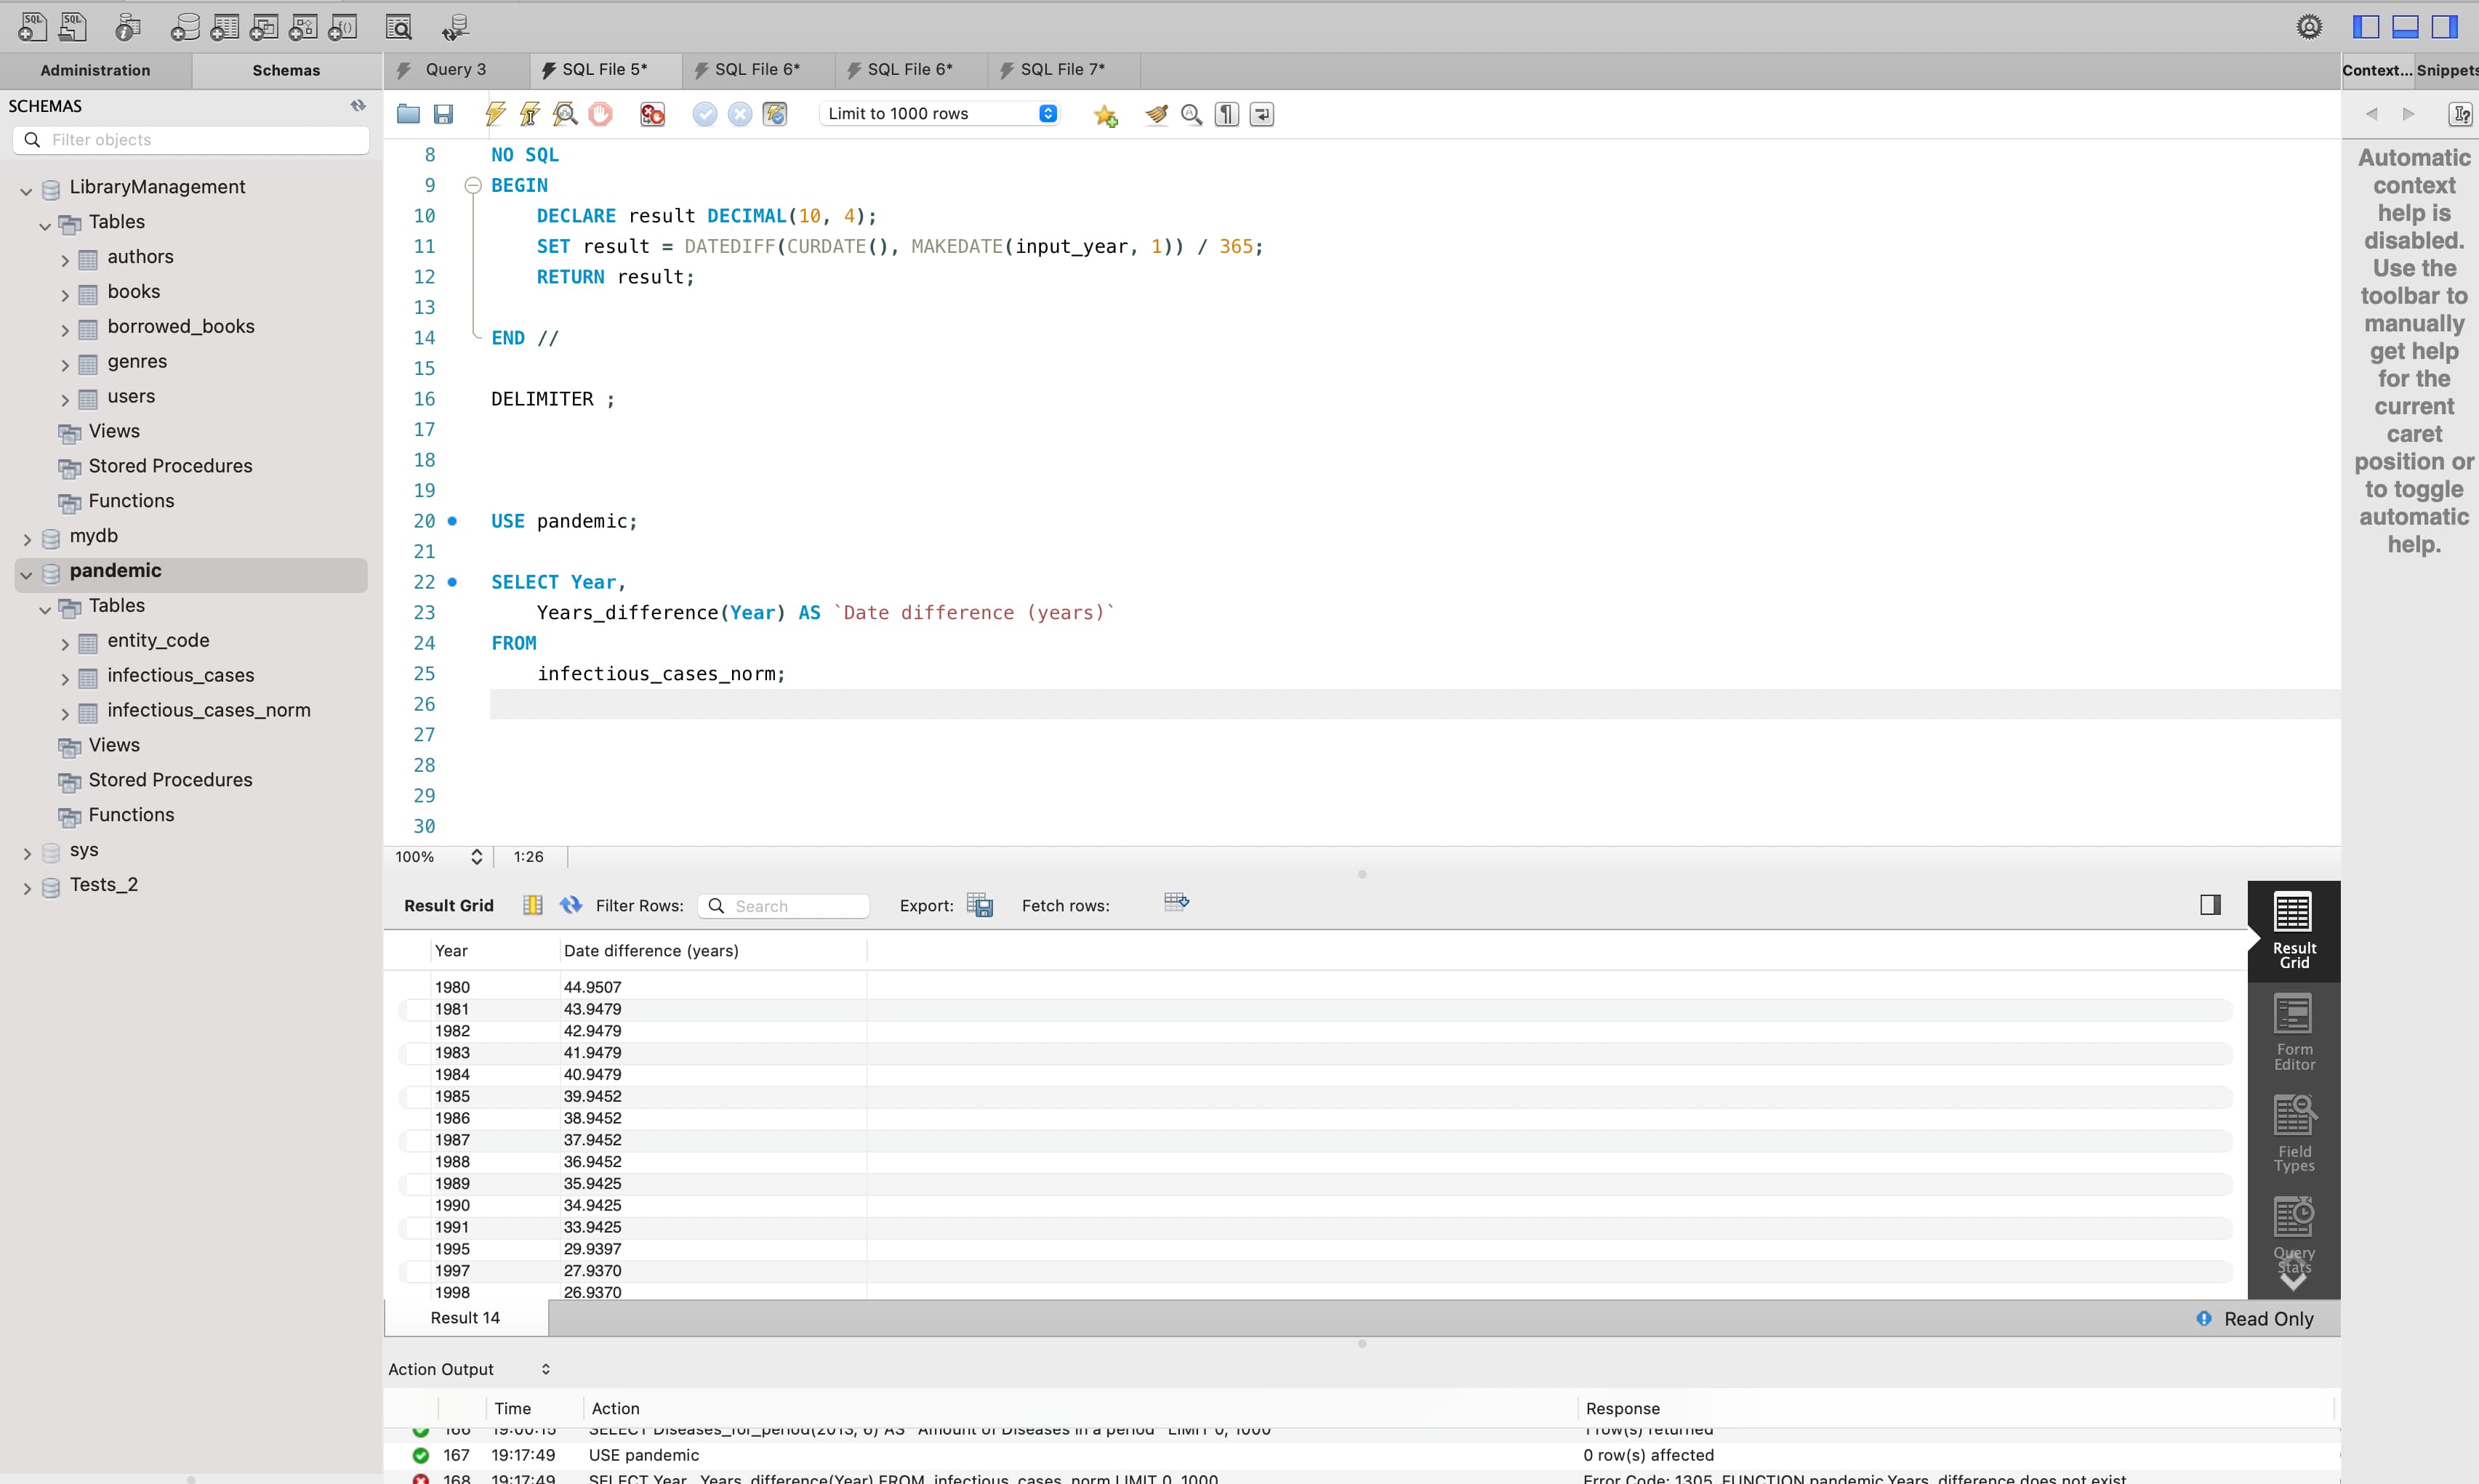 Administration
Schemas
Query 3
SQL File 5*
SQL File 6*
SQL File 6*
SQL File 7*
Context...
Snippets
SCHEMAS
Filter objects
LibraryManagement
Tables
authors
books
borrowed_books
genres
users
Views
Stored Procedures
Functions
mydb
pandemic
Tables
entity_code
infectious_cases
infectious_cases_norm
Views
Stored Procedures
Functions
sys
Tests_2
Limit to 1000 rows
8 NO SQL
9 BEGIN
10 DECLARE result DECIMAL(10, 4);
11 SET result = DATEDIFF(CURDATE(), MAKEDATE(input_year, 1)) / 365;
12 RETURN result;
13
14 END //
15
16 DELIMITER ;
17
18
19
20 USE pandemic;
21
22 SELECT Year,
23 Years_difference(Year) AS `Date difference (years)`
24 FROM
25 infectious_cases_norm;
26
27
28
29
30
100%
1:26
Automatic
context
help is
disabled.
Use the
toolbar to
manually
get help
for the
current
caret
position or
to toggle
automatic
help.
Result Grid
Filter Rows:
Search
Export:
Fetch rows:
Year Date difference (years)
1980 44.9507
1981 43.9479
1982 42.9479
1983 41.9479
1984 40.9479
1985 39.9452
1986 38.9452
1987 37.9452
1988 36.9452
1989 35.9425
1990 34.9425
1991 33.9425
1995 29.9397
1997 27.9370
1998 26.9370
Result
Grid
Form
Editor
Field
Types
Query
Stats
Result 14
Read Only
Action Output
Time Action Response
166 19:00:15 SELECT Diseases_for_period(2013, 6) AS `Amount of Diseases in a period` LIMIT 0, 1000 1 row(s) returned
167 19:17:49 USE pandemic 0 row(s) affected
168 19:17:49 SELECT Year, Years_difference(Year) FROM infectious_cases_norm LIMIT 0, 1000 Error Code: 1305. FUNCTION pandemic.Years_difference does not exist